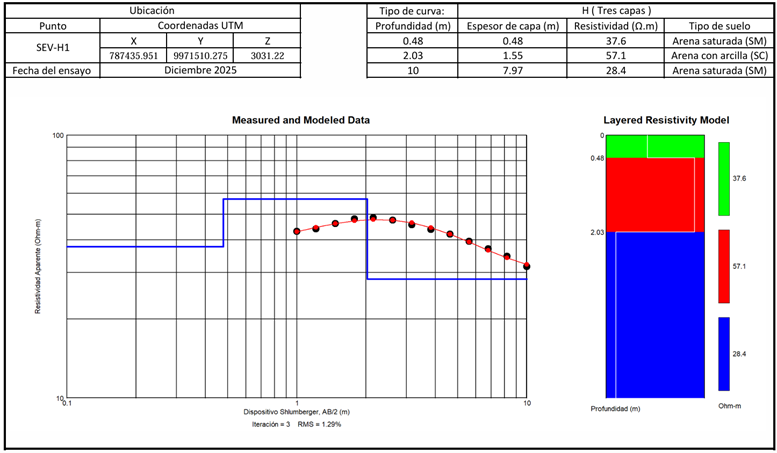 Ubicación
Punto Coordenadas UTM
SEV-H1 X Y Z
787435.951 9971510.275 3031.22
Fecha del ensayo Diciembre 2025
Tipo de curva: H ( Tres capas )
Profundidad (m) Espesor de capa (m) Resistividad (Ω.m) Tipo de suelo
0.48 0.48 37.6 Arena saturada (SM)
2.03 1.55 57.1 Arena con arcilla (SC)
10 7.97 28.4 Arena saturada (SM)
Measured and Modeled Data
100
Resistividad Aparente (Ohm-m)
10
0.1 1 10
Dispositivo Shlumberger, AB/2 (m)
Iteración = 3 RMS = 1.29%
Layered Resistivity Model
0
0.48
2.03
37.6
57.1
28.4
Profundidad (m)
Ohm-m